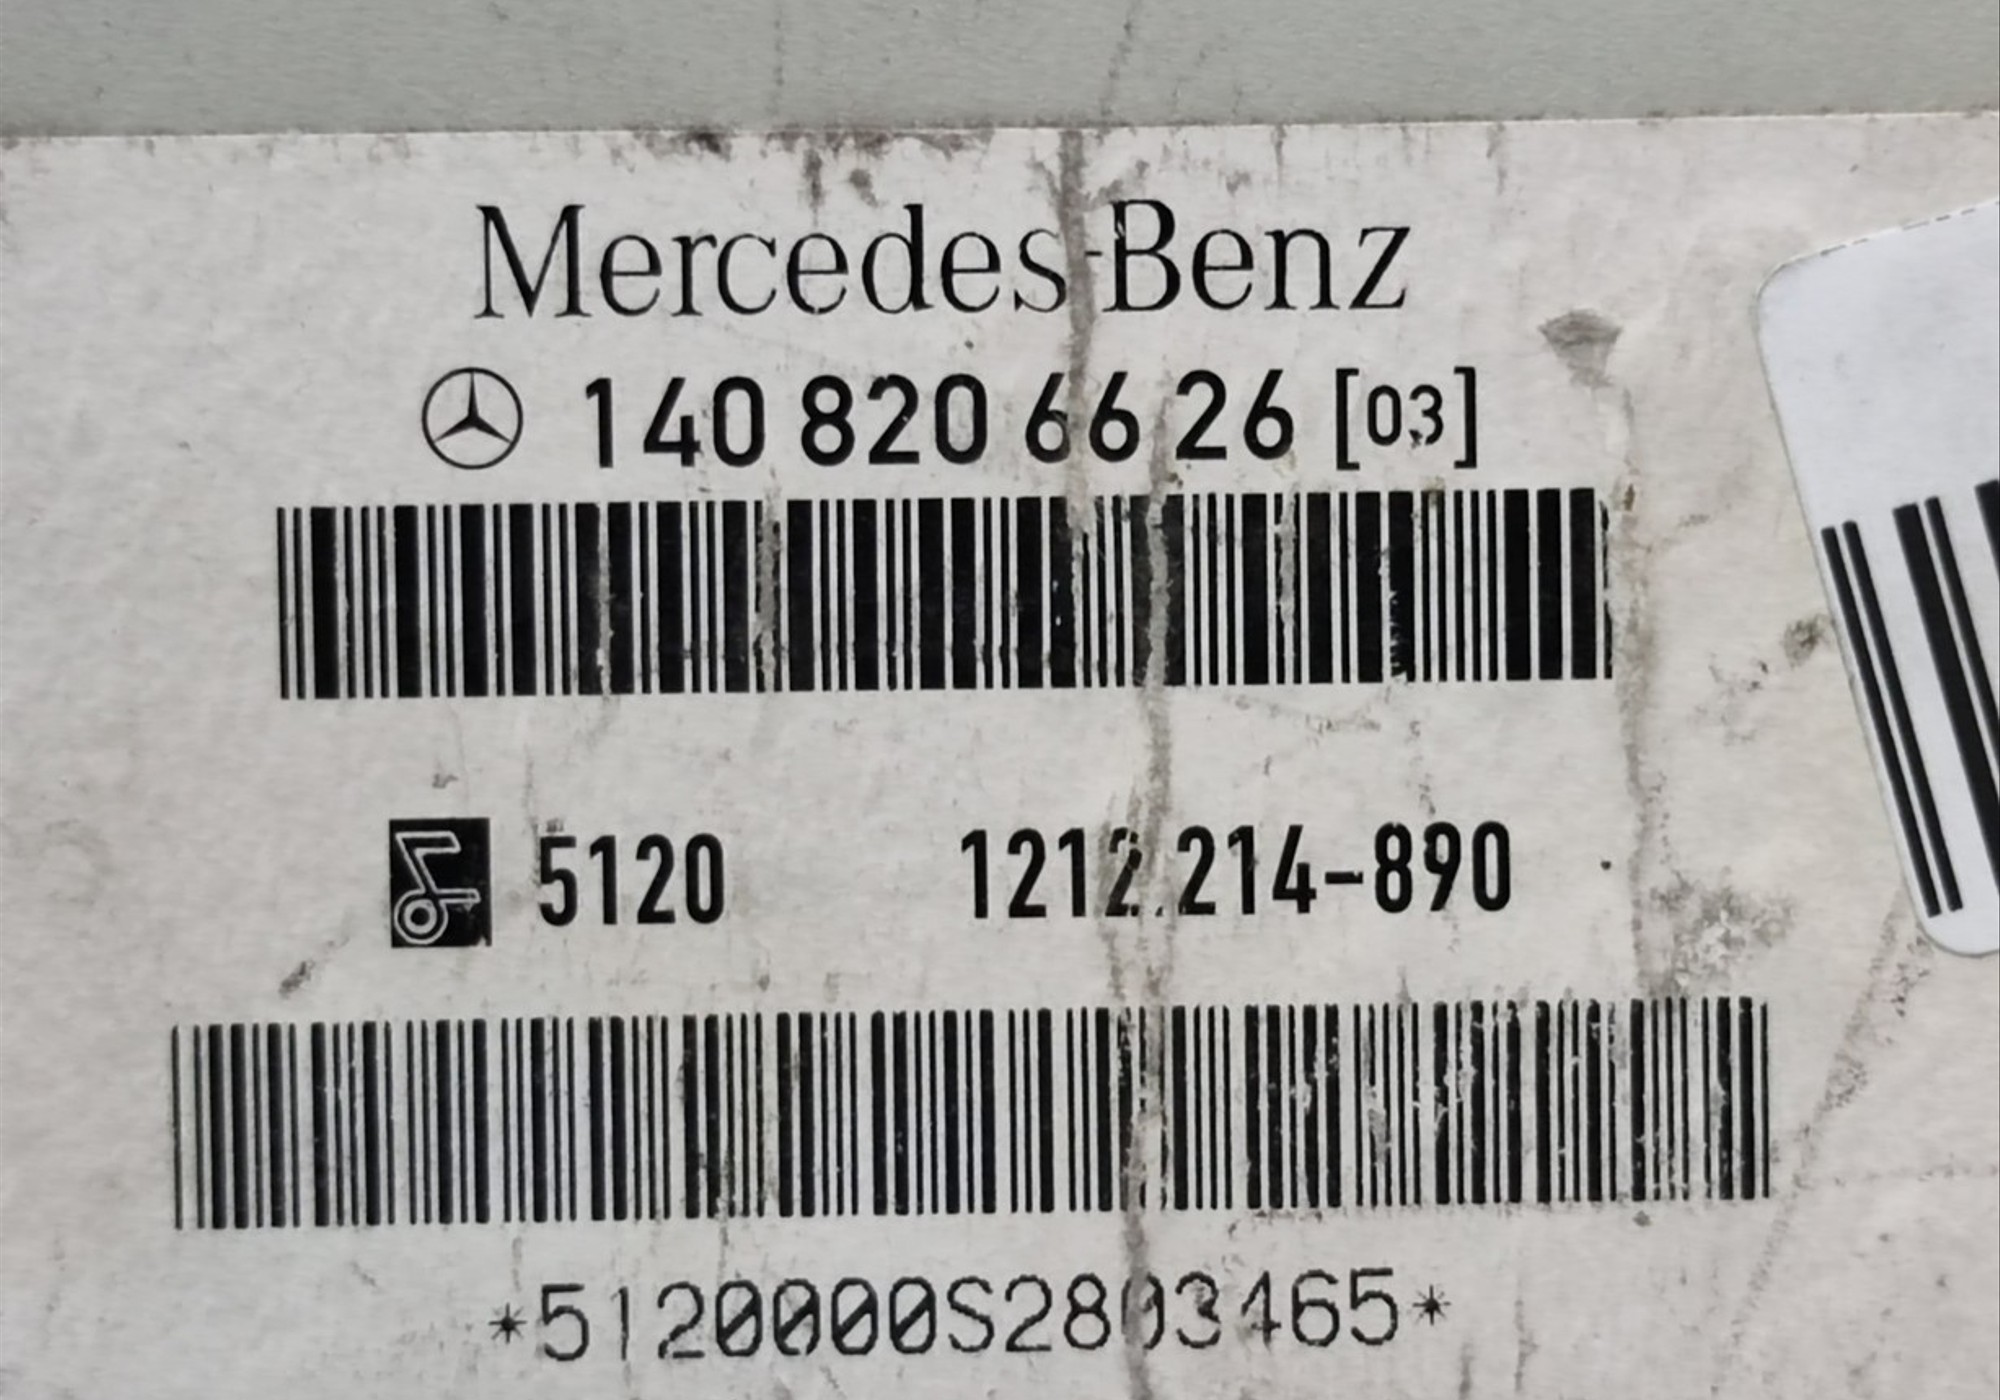 Mercedes-Benz
140 820 66 26 [03]
5120 1212.214-890
*5120000S2803465*